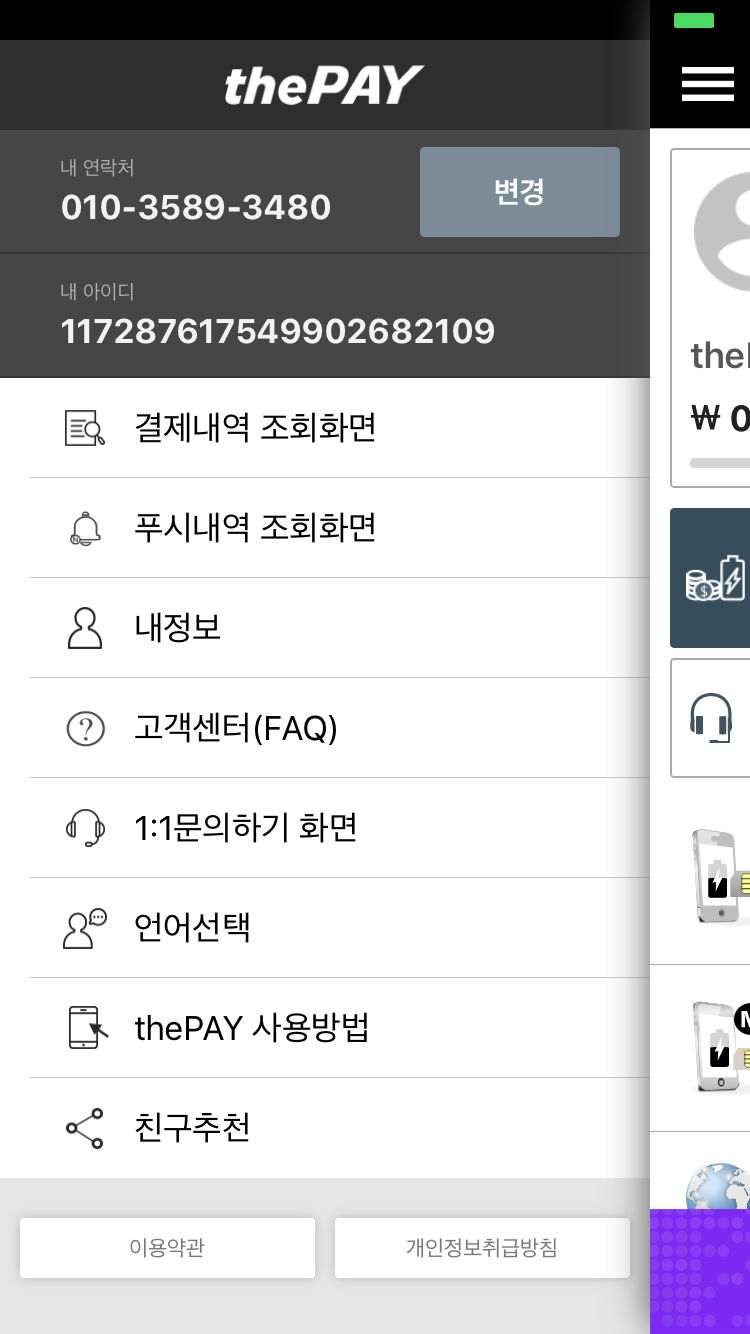 thePAY
내 연락처
010-3589-3480
변경
내 아이디
117287617549902682109
결제내역 조회화면
푸시내역 조회화면
내정보
고객센터(FAQ)
1:1문의하기 화면
언어선택
thePAY 사용방법
친구추천
이용약관
개인정보취급방침
₩ 0